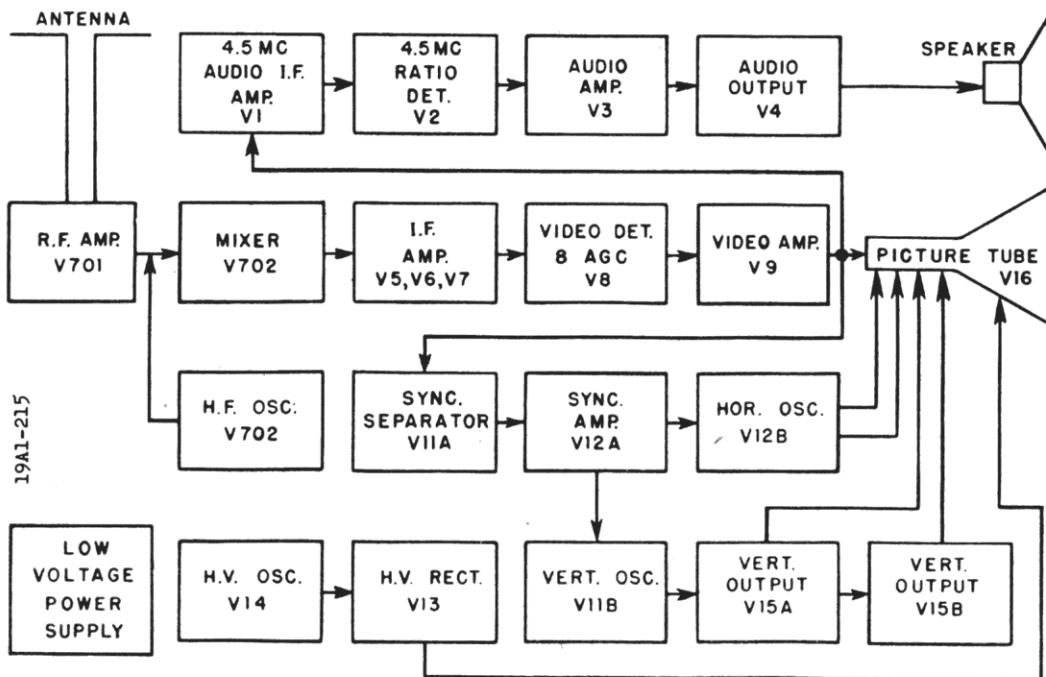 ANTENNA
4.5 MC
AUDIO I.F.
AMP.
V1
4.5 MC
RATIO
DET.
V2
AUDIO
AMP.
V3
AUDIO
OUTPUT
V4
SPEAKER
R.F. AMP.
V701
MIXER
V702
I.F.
AMP.
V5,V6,V7
VIDEO DET.
8 AGC
V8
VIDEO AMP.
V9
PICTURE TUBE
V16
19A1-215
H.F. OSC.
V702
SYNC.
SEPARATOR
V11A
SYNC.
AMP.
V12A
HOR. OSC.
V12B
LOW
VOLTAGE
POWER
SUPPLY
H.V. OSC.
V14
H.V. RECT.
V13
VERT. OSC.
V11B
VERT.
OUTPUT
V15A
VERT.
OUTPUT
V15B